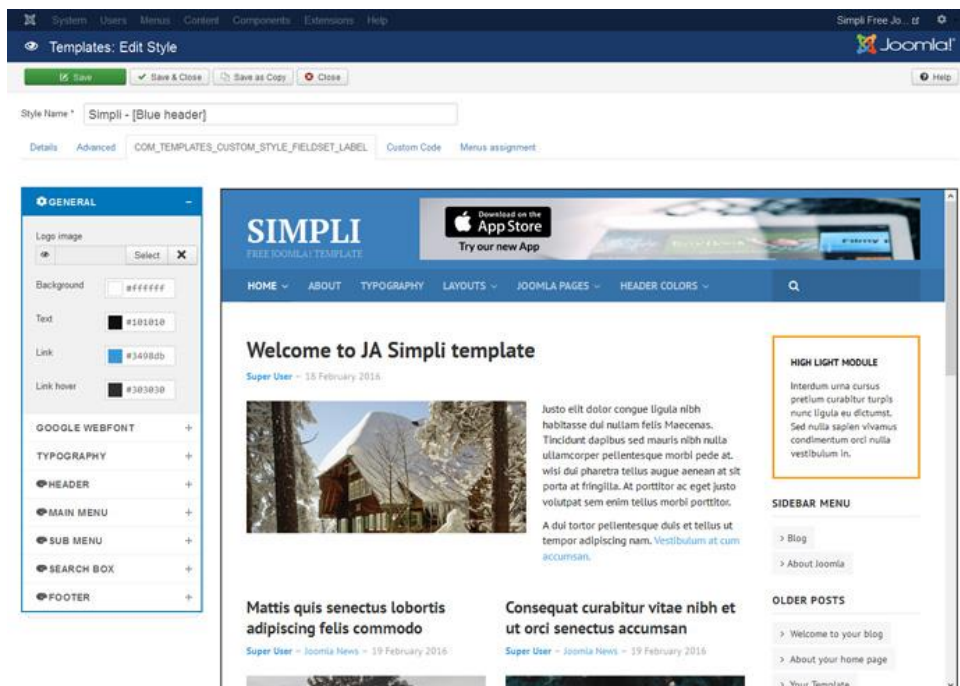 System Users Menus Content Components Extensions Help
Simpli Free Jo...
Templates: Edit Style
Joomla!
Save
Save & Close
Save as Copy
Close
Help
Style Name *
Simpli - [Blue header]
Details
Advanced
COM_TEMPLATES_CUSTOM_STYLE_FIELDSET_LABEL
Custom Code
Menus assignment
GENERAL
Logo image
Select
Background
#ffffff
Text
#101010
Link
#3498db
Link hover
#303030
GOOGLE WEBFONT
TYPOGRAPHY
HEADER
MAIN MENU
SUB MENU
SEARCH BOX
FOOTER
SIMPLI
FREE JOOMLA! TEMPLATE
Download on the
App Store
Try our new App
HOME ABOUT TYPOGRAPHY LAYOUTS JOOMLA PAGES HEADER COLORS
Welcome to JA Simpli template
Super User - 18 February 2016
Justo elit dolor congue ligula nibh
habitasse dui nullam felis Maecenas.
Tincidunt dapibus sed mauris nibh nulla
ullamcorper pellentesque morbi pede at.
wisi dui pharetra tellus augue aenean at sit
porta at fringilla. At porttitor ac eget justo
volutpat sem enim tellus morbi porttitor.
A dui tortor pellentesque duis et tellus ut
tempor adipiscing nam. Vestibulum at cum
accumsan.
Mattis quis senectus lobortis
adipiscing felis commodo
Super User - Joomla News - 19 February 2016
Consequat curabitur vitae nibh et
ut orci senectus accumsan
Super User - Joomla News - 19 February 2016
HIGH LIGHT MODULE
Interdum urna cursus
pretium curabitur turpis
nunc ligula eu dictumst.
Sed nulla sapien vivamus
condimentum orci nulla
vestibulum in.
SIDEBAR MENU
> Blog
> About Joomla
OLDER POSTS
> Welcome to your blog
> About your home page
> Your Template